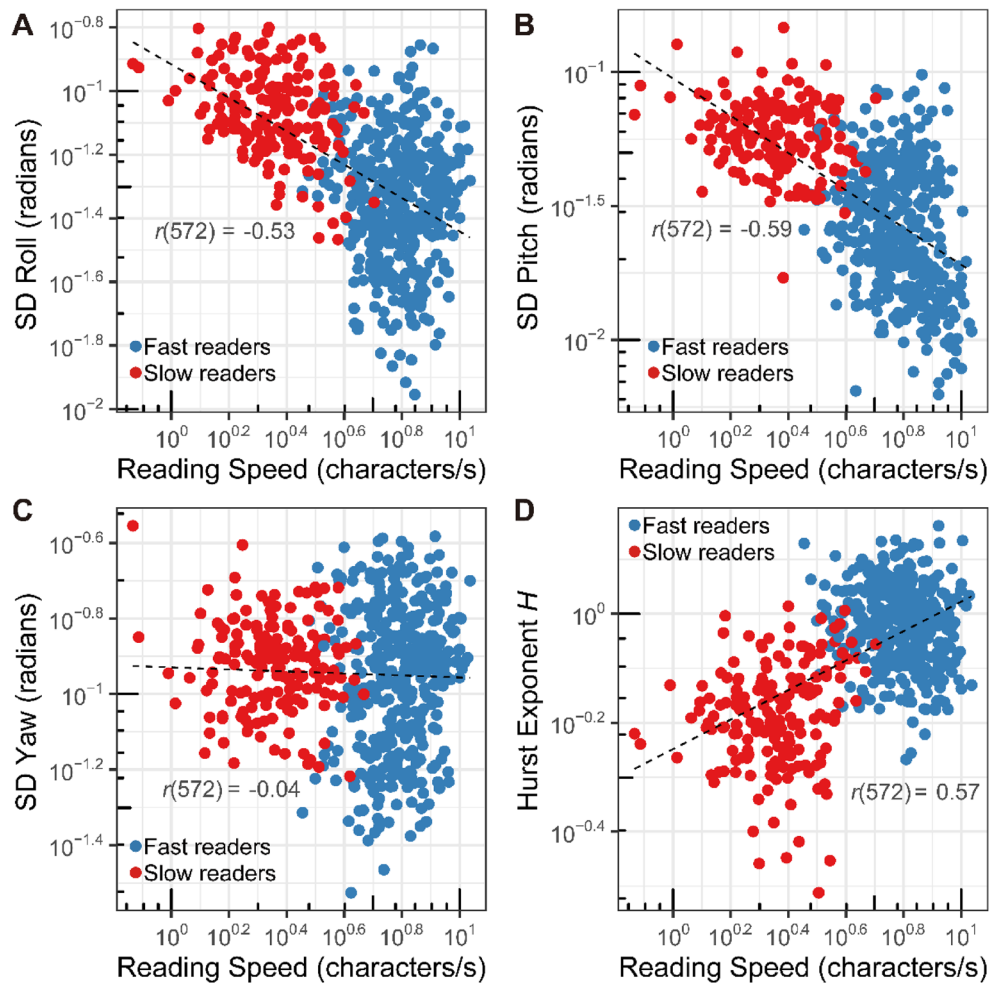 A
SD Roll (radians)
10^−0.8
10^−1
10^−1.2
10^−1.4
10^−1.6
10^−1.8
10^−2
r(572) = -0.53
Fast readers
Slow readers
10^0 10^0.2 10^0.4 10^0.6 10^0.8 10^1
Reading Speed (characters/s)
B
SD Pitch (radians)
10^−1
10^−1.5
10^−2
r(572) = -0.59
Fast readers
Slow readers
10^0 10^0.2 10^0.4 10^0.6 10^0.8 10^1
Reading Speed (characters/s)
C
SD Yaw (radians)
10^−0.6
10^−0.8
10^−1
10^−1.2
10^−1.4
r(572) = -0.04
Fast readers
Slow readers
10^0 10^0.2 10^0.4 10^0.6 10^0.8 10^1
Reading Speed (characters/s)
D
Hurst Exponent H
Fast readers
Slow readers
10^0
10^−0.2
10^−0.4
r(572) = 0.57
10^0 10^0.2 10^0.4 10^0.6 10^0.8 10^1
Reading Speed (characters/s)